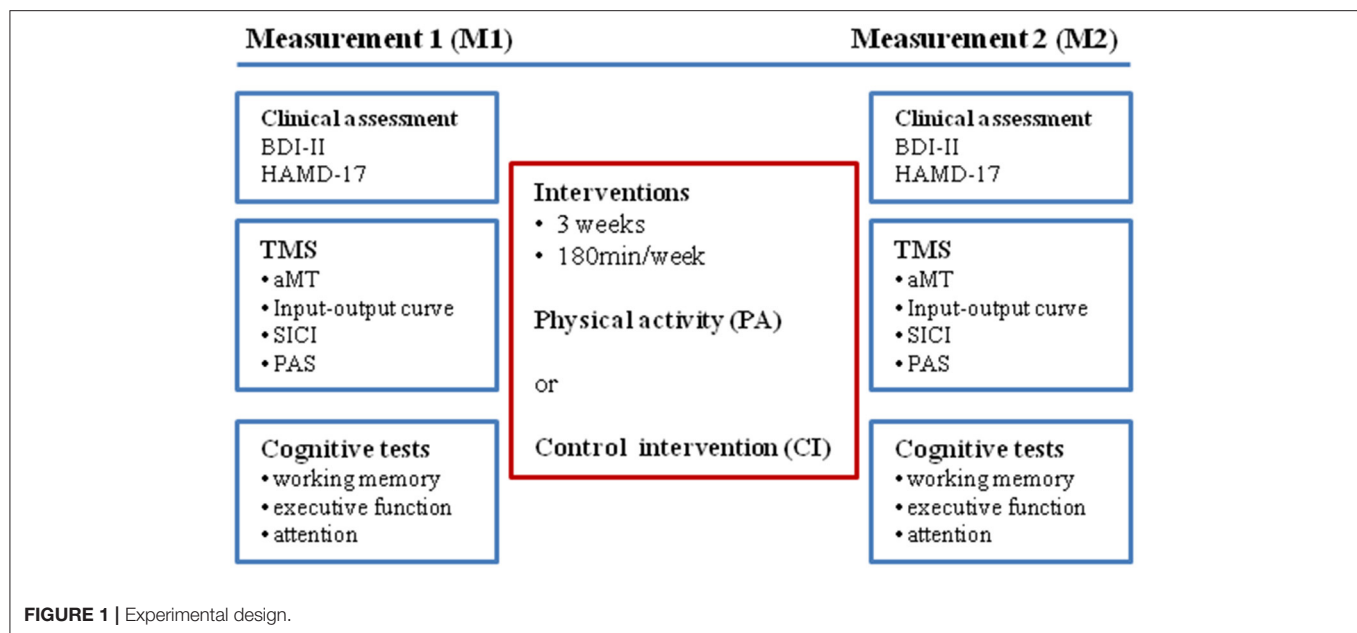 Measurement 1 (M1)
Measurement 2 (M2)
Clinical assessment
BDI-II
HAMD-17
TMS
• aMT
• Input-output curve
• SICI
• PAS
Cognitive tests
• working memory
• executive function
• attention
Interventions
• 3 weeks
• 180min/week
Physical activity (PA)
or
Control intervention (CI)
Clinical assessment
BDI-II
HAMD-17
TMS
• aMT
• Input-output curve
• SICI
• PAS
Cognitive tests
• working memory
• executive function
• attention
FIGURE 1 | Experimental design.